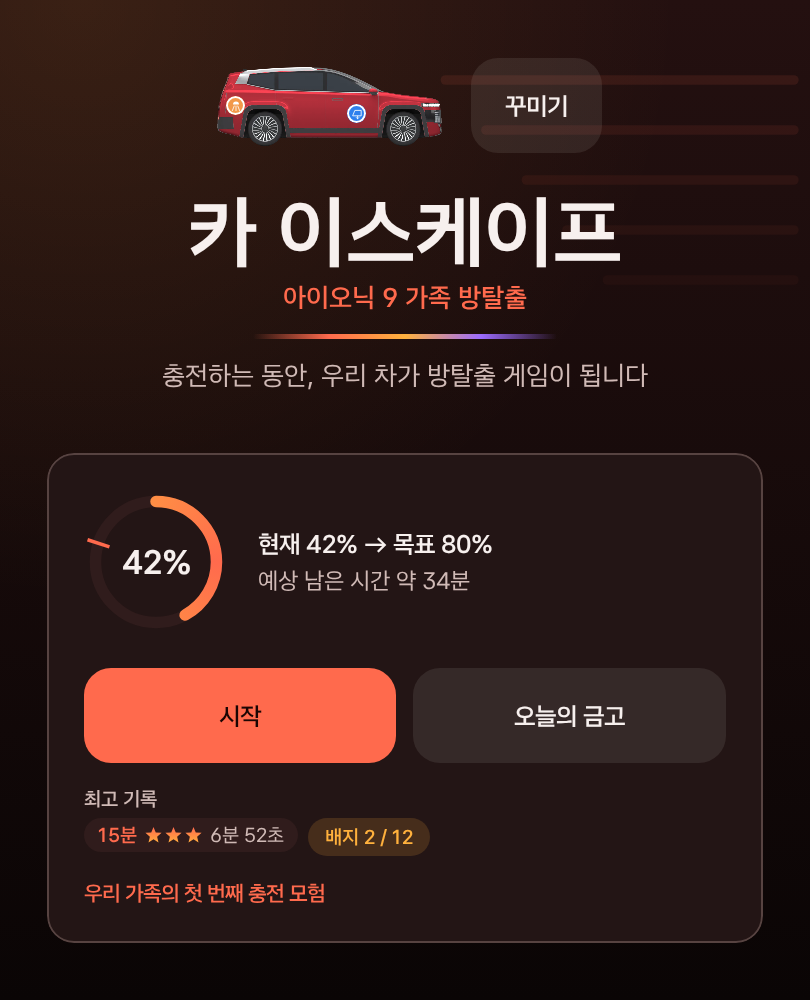 꾸미기
카 이스케이프
아이오닉 9 가족 방탈출
충전하는 동안, 우리 차가 방탈출 게임이 됩니다
42%
현재 42% → 목표 80%
예상 남은 시간 약 34분
시작
오늘의 금고
최고 기록
15분 ★★★ 6분 52초
배지 2 / 12
우리 가족의 첫 번째 충전 모험